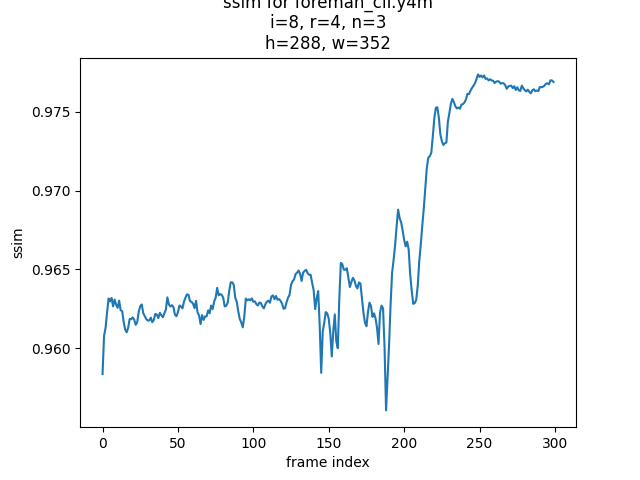 ssim for foreman_cif.y4m
i=8, r=4, n=3
h=288, w=352
0.975
0.970
0.965
0.960
ssim
0 50 100 150 200 250 300
frame index